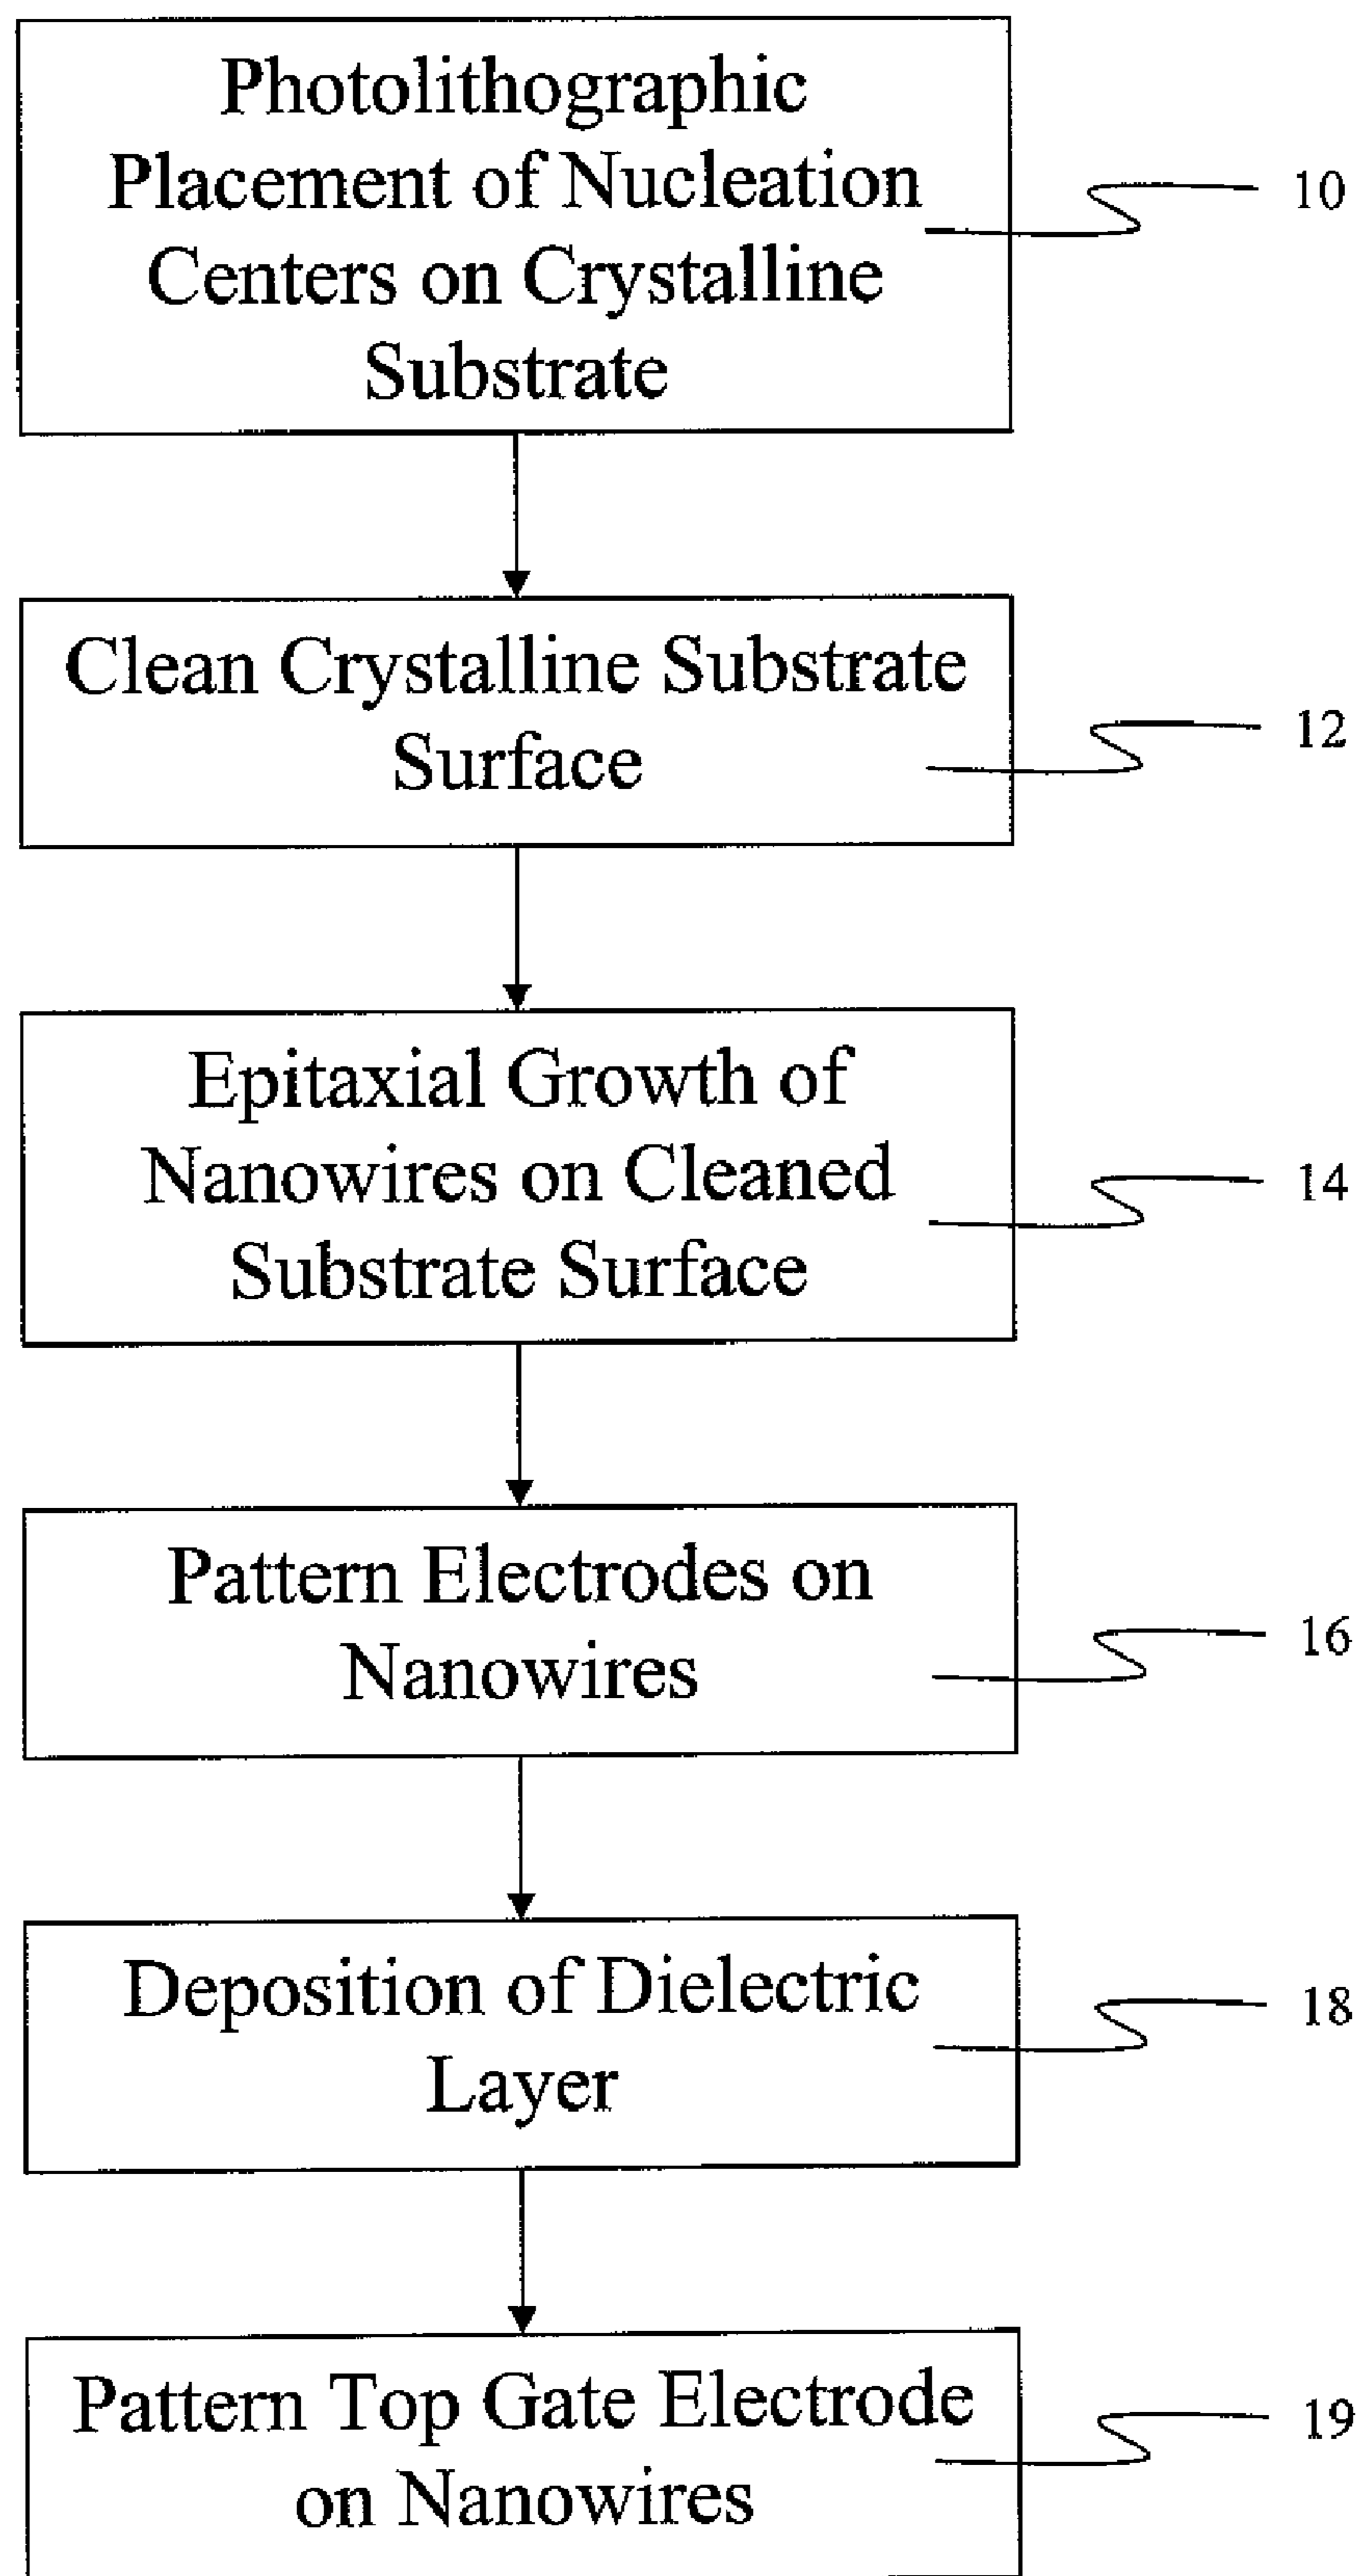 Photolithographic
Placement of Nucleation
Centers on Crystalline
Substrate
10
Clean Crystalline Substrate
Surface
12
Epitaxial Growth of
Nanowires on Cleaned
Substrate Surface
14
Pattern Electrodes on
Nanowires
16
Deposition of Dielectric
Layer
18
Pattern Top Gate Electrode
on Nanowires
19